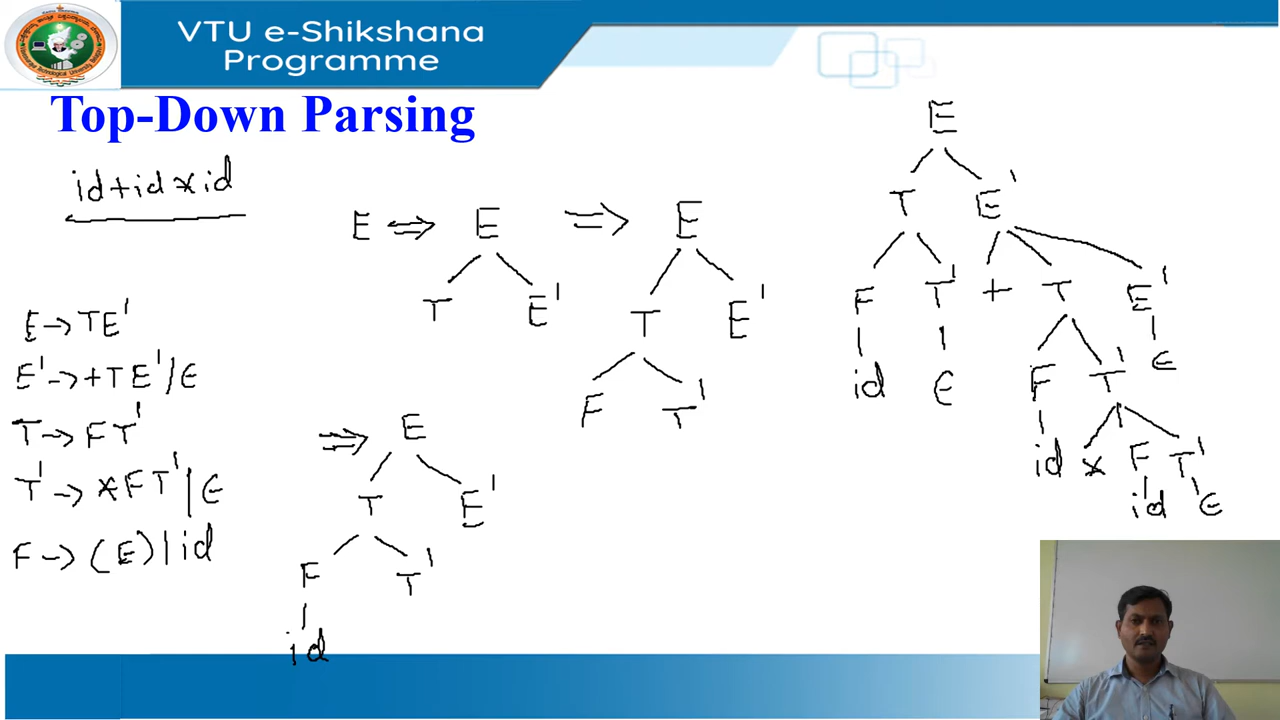 VTU e-Shikshana
Programme
Top-Down Parsing
id+id*id
E → TE'
E' → +TE'/ε
T → FT'
T' → *FT'/ε
F → (E)|id
E ⇒ E ⇒ E
T E' T E'
F T'
⇒ E
T E'
F T'
id
E
T E'
F T' + T E'
id ε F T' ε
id * F T'
id ε